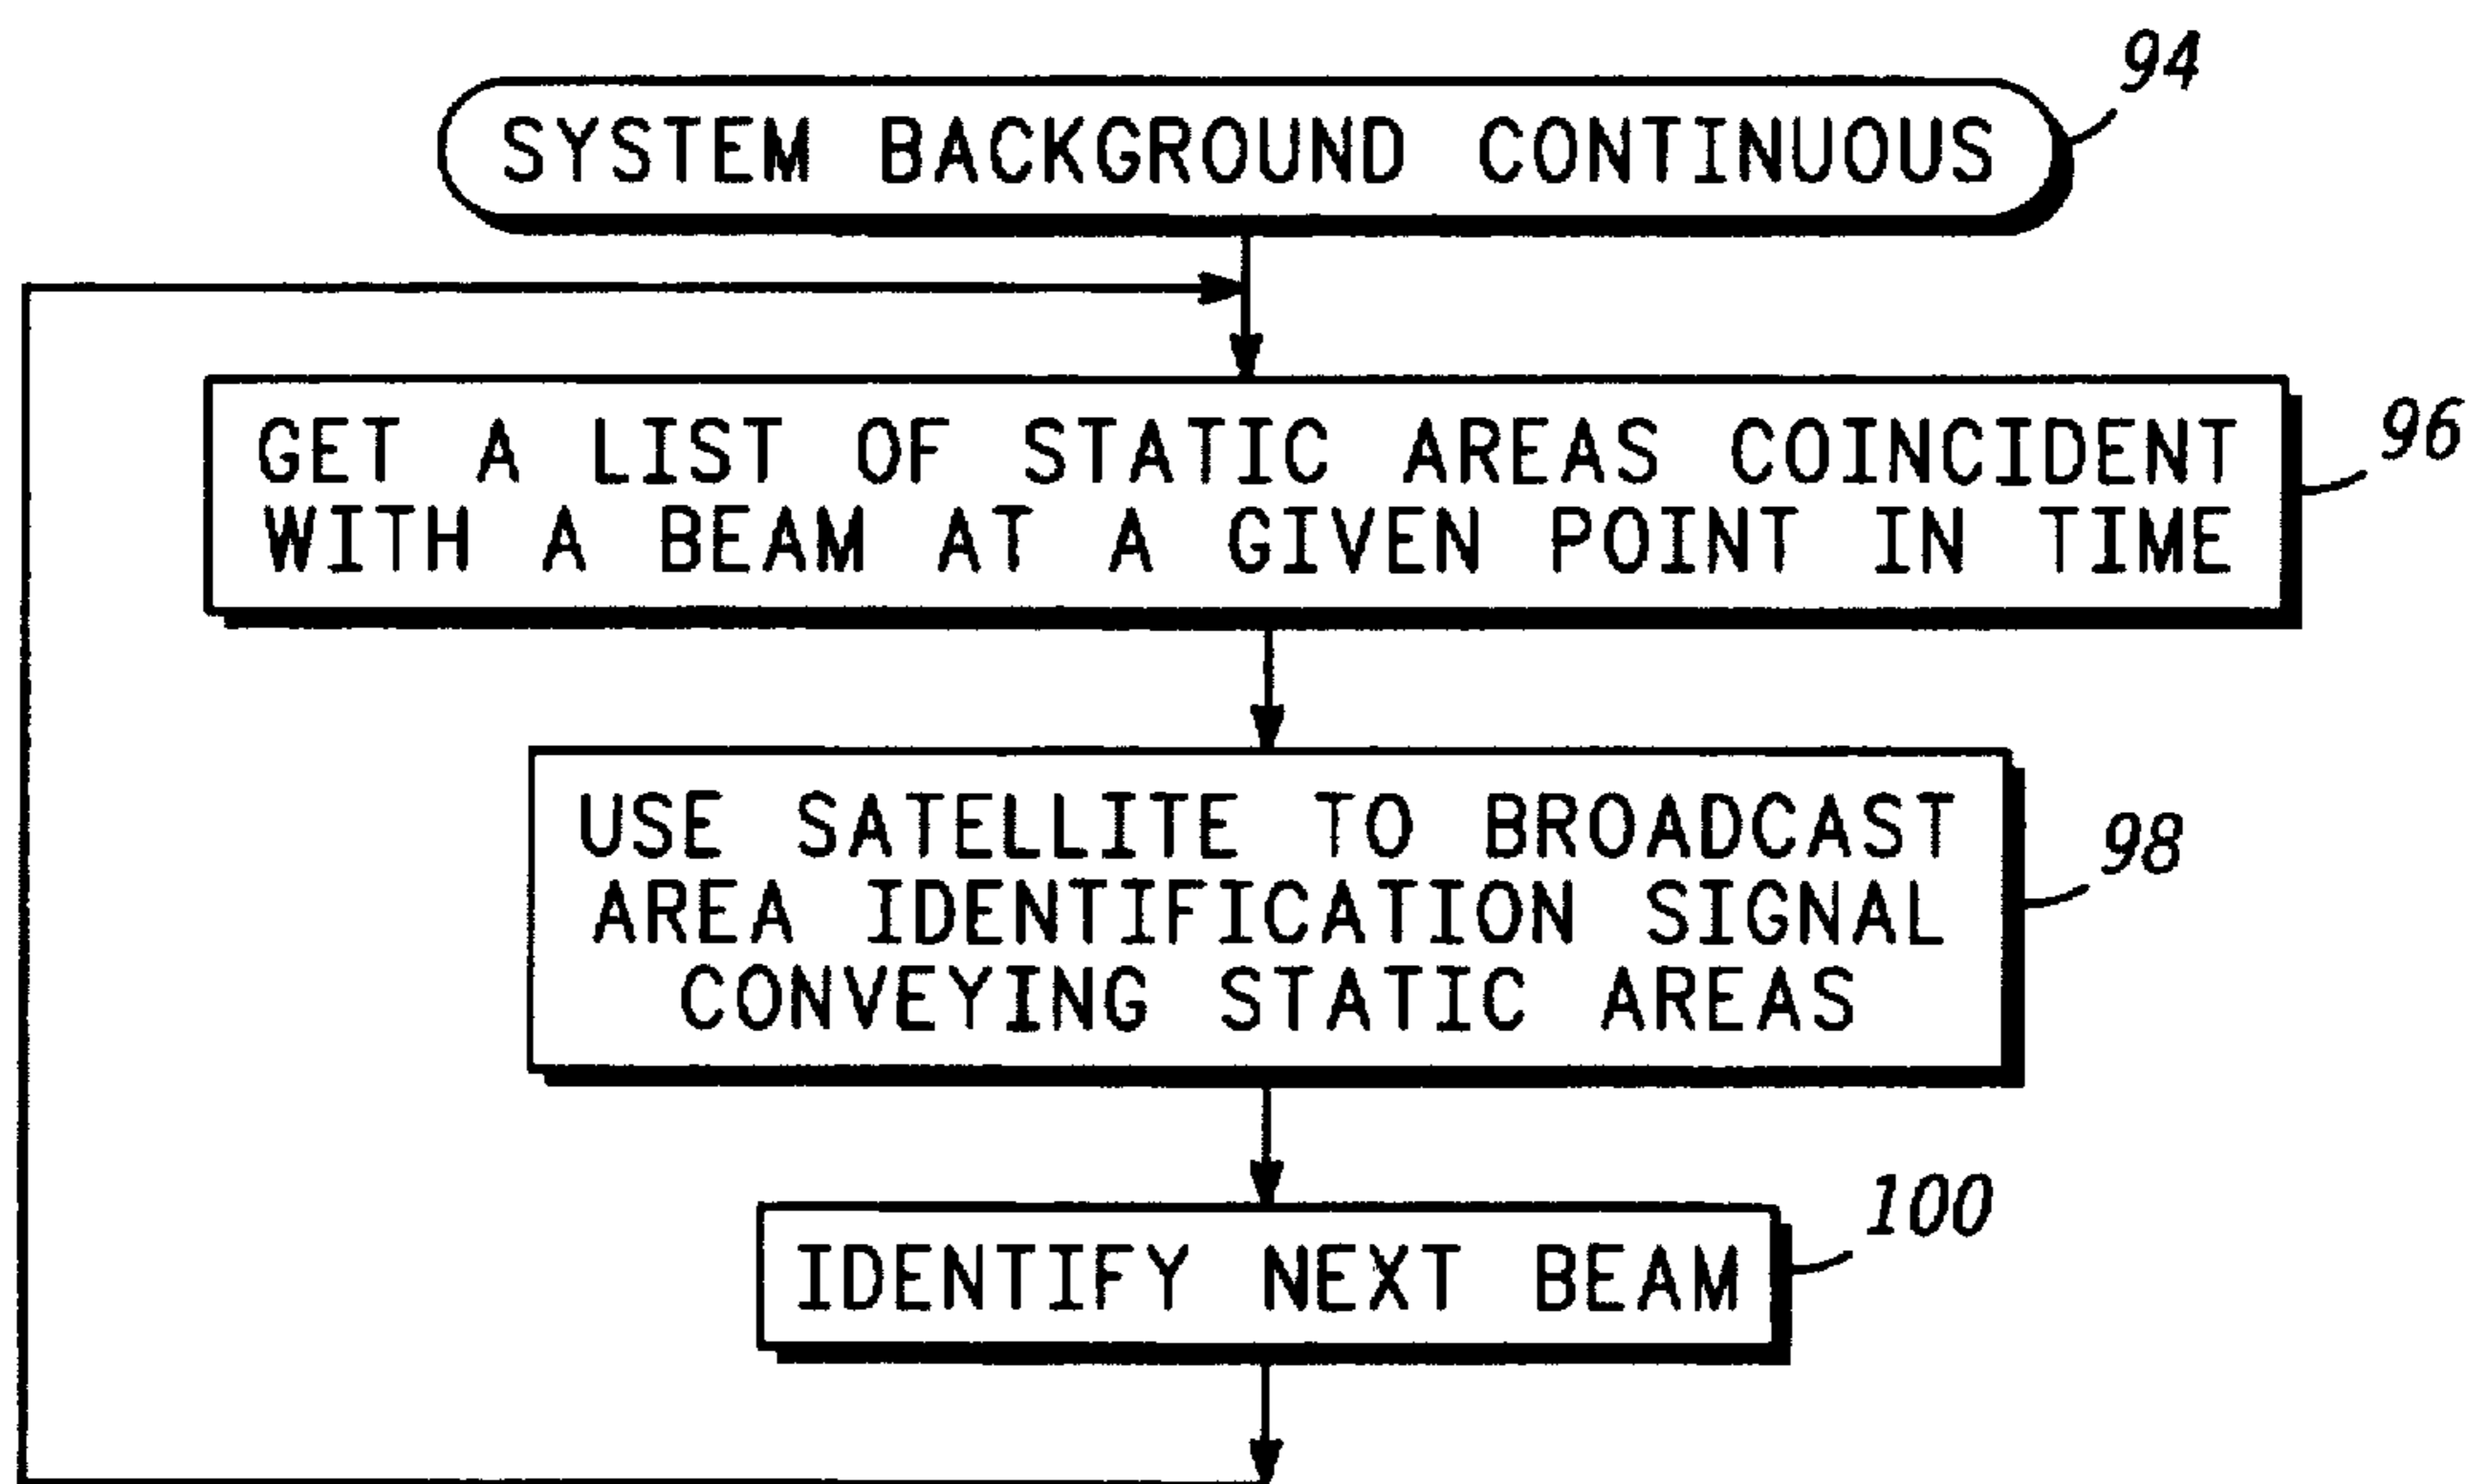 94
SYSTEM BACKGROUND CONTINUOUS
96
GET A LIST OF STATIC AREAS COINCIDENT
WITH A BEAM AT A GIVEN POINT IN TIME
98
USE SATELLITE TO BROADCAST
AREA IDENTIFICATION SIGNAL
CONVEYING STATIC AREAS
100
IDENTIFY NEXT BEAM